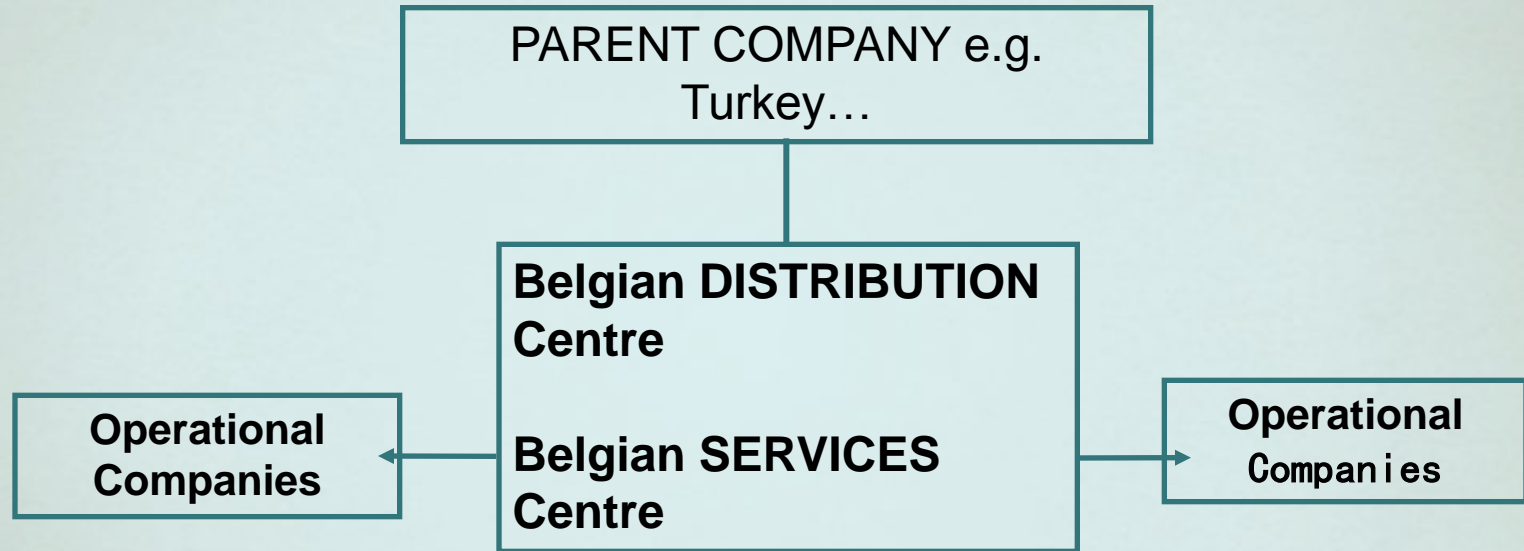 PARENT COMPANY e.g.
Turkey…
Belgian DISTRIBUTION
Centre
Belgian SERVICES
Centre
Operational
Companies
Operational
Companies